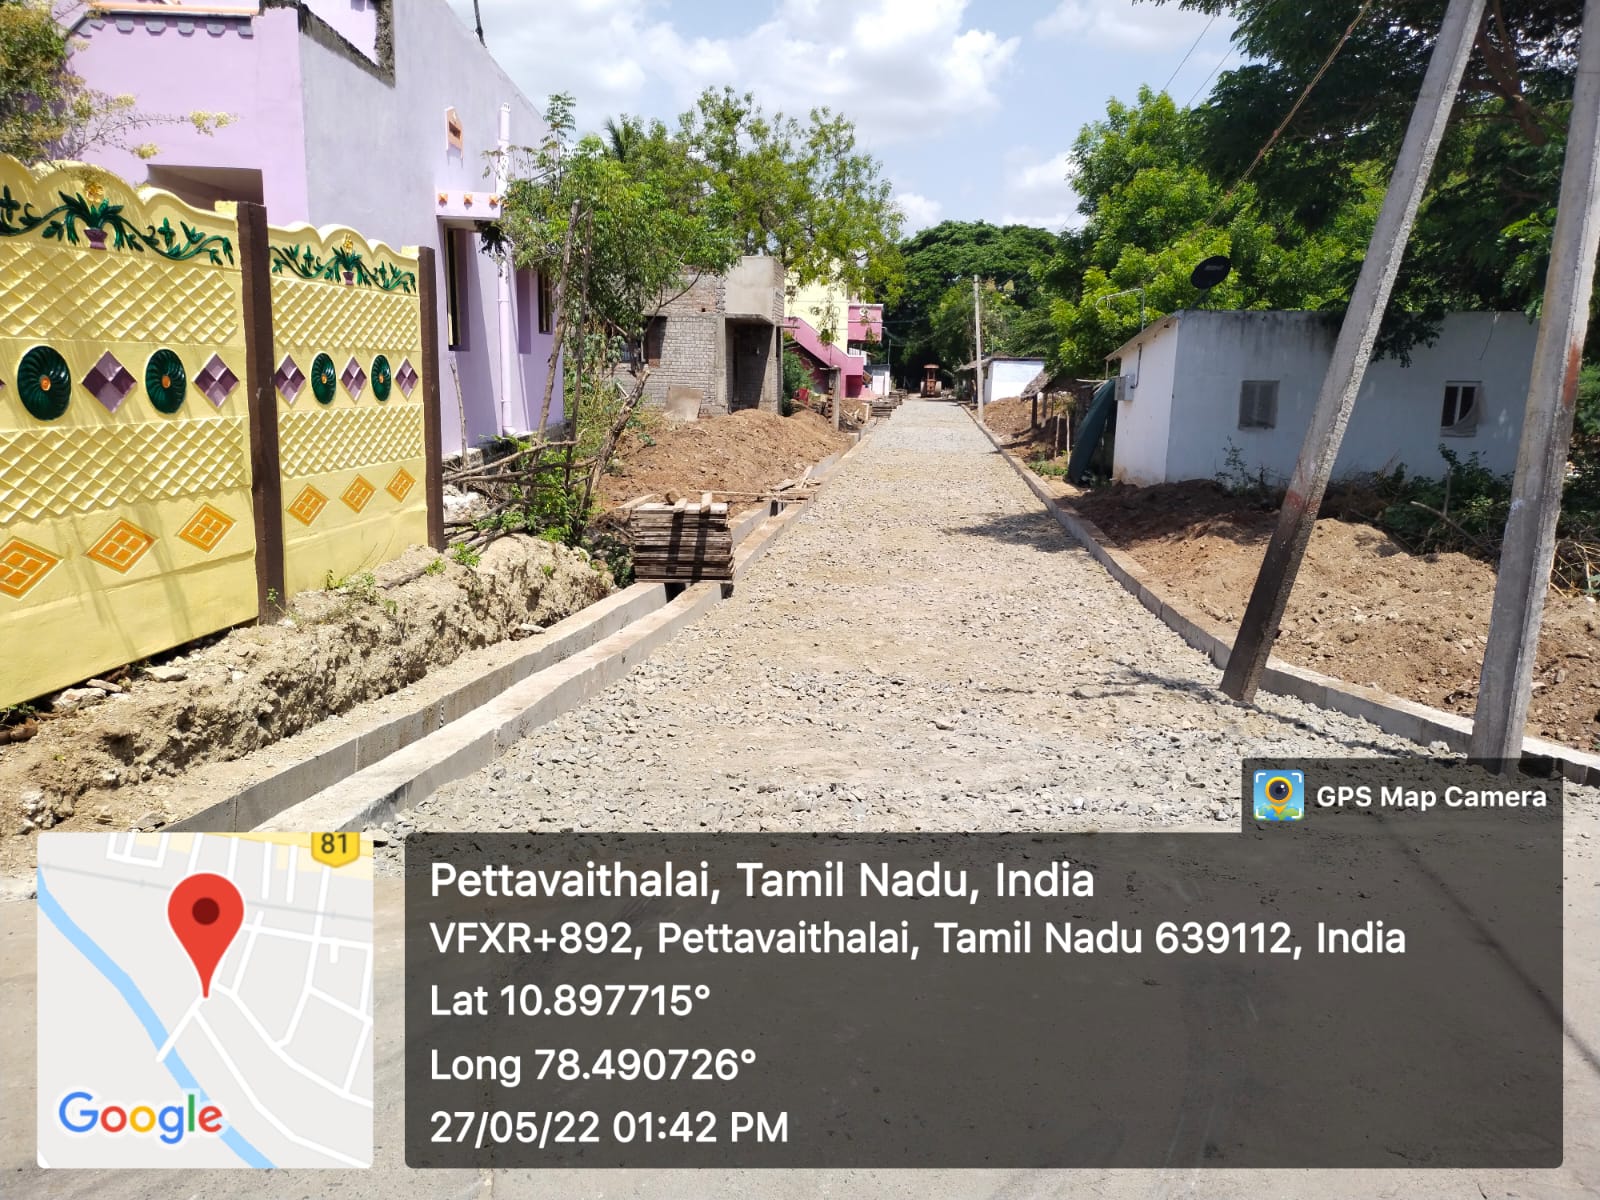 GPS Map Camera
81
Google
Pettavaithalai, Tamil Nadu, India
VFXR+892, Pettavaithalai, Tamil Nadu 639112, India
Lat 10.897715°
Long 78.490726°
27/05/22 01:42 PM